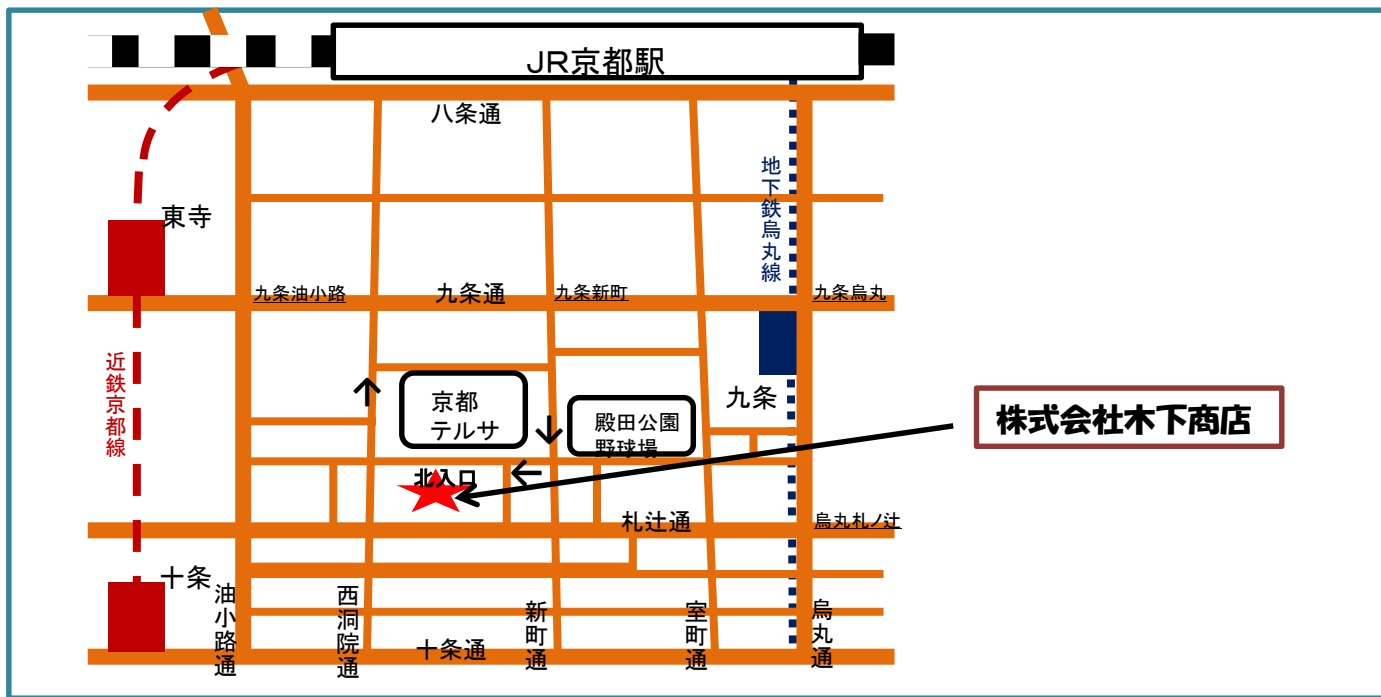 JR京都駅
八条通
地下鉄烏丸線
東寺
九条油小路
九条通
九条新町
九条烏丸
近鉄京都線
京都
テルサ
殿田公園
野球場
九条
株式会社木下商店
北入口
札辻通
烏丸札ノ辻
十条
油小路通
西洞院通
新町通
室町通
烏丸通
十条通